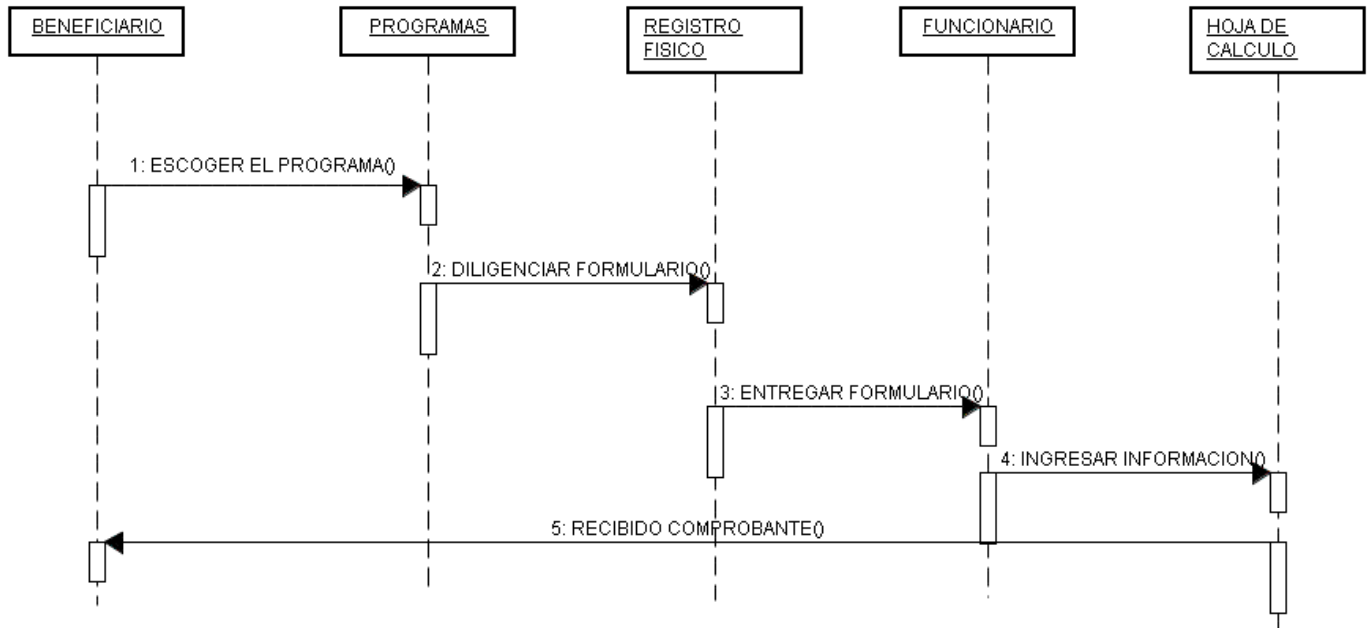 BENEFICIARIO
PROGRAMAS
REGISTRO
FISICO
FUNCIONARIO
HOJA DE
CALCULO
1: ESCOGER EL PROGRAMA()
2: DILIGENCIAR FORMULARIO()
3: ENTREGAR FORMULARIO()
4: INGRESAR INFORMACION()
5: RECIBIDO COMPROBANTE()